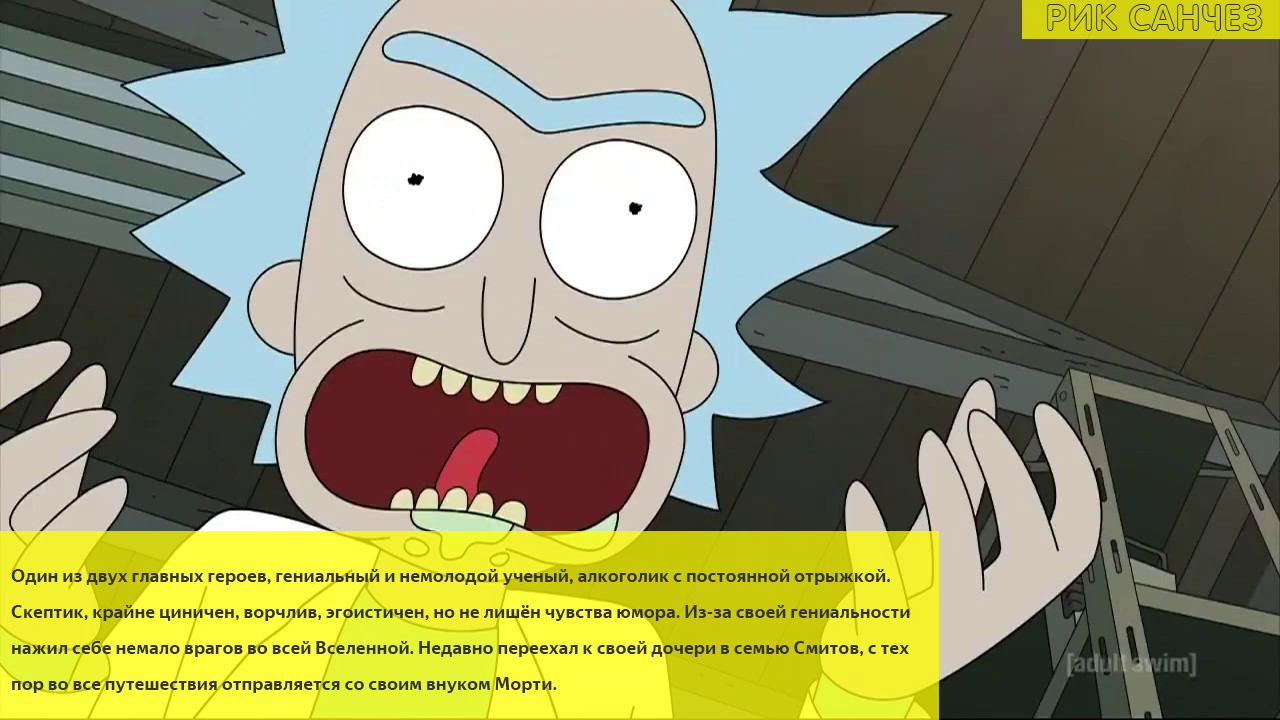 РИК САНЧЕЗ
Один из двух главных героев, гениальный и немолодой ученый, алкоголик с постоянной отрыжкой.
Скептик, крайне циничен, ворчлив, эгоистичен, но не лишён чувства юмора. Из-за своей гениальности
нажил себе немало врагов во всей Вселенной. Недавно переехал к своей дочери в семью Смитов, с тех
пор во все путешествия отправляется со своим внуком Морти.
[adult swim]